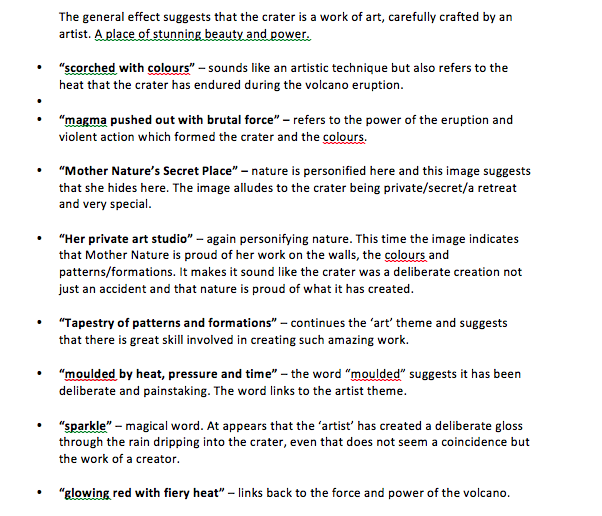 The general effect suggests that the crater is a work of art, carefully crafted by an
artist. A place of stunning beauty and power.
• “scorched with colours” – sounds like an artistic technique but also refers to the
heat that the crater has endured during the volcano eruption.
•
• “magma pushed out with brutal force” – refers to the power of the eruption and
violent action which formed the crater and the colours.
• “Mother Nature’s Secret Place” – nature is personified here and this image suggests
that she hides here. The image alludes to the crater being private/secret/a retreat
and very special.
• “Her private art studio” – again personifying nature. This time the image indicates
that Mother Nature is proud of her work on the walls, the colours and
patterns/formations. It makes it sound like the crater was a deliberate creation not
just an accident and that nature is proud of what it has created.
• “Tapestry of patterns and formations” – continues the ‘art’ theme and suggests
that there is great skill involved in creating such amazing work.
• “moulded by heat, pressure and time” – the word “moulded” suggests it has been
deliberate and painstaking. The word links to the artist theme.
• “sparkle” – magical word. At appears that the ‘artist’ has created a deliberate gloss
through the rain dripping into the crater, even that does not seem a coincidence but
the work of a creator.
• “glowing red with fiery heat” – links back to the force and power of the volcano.